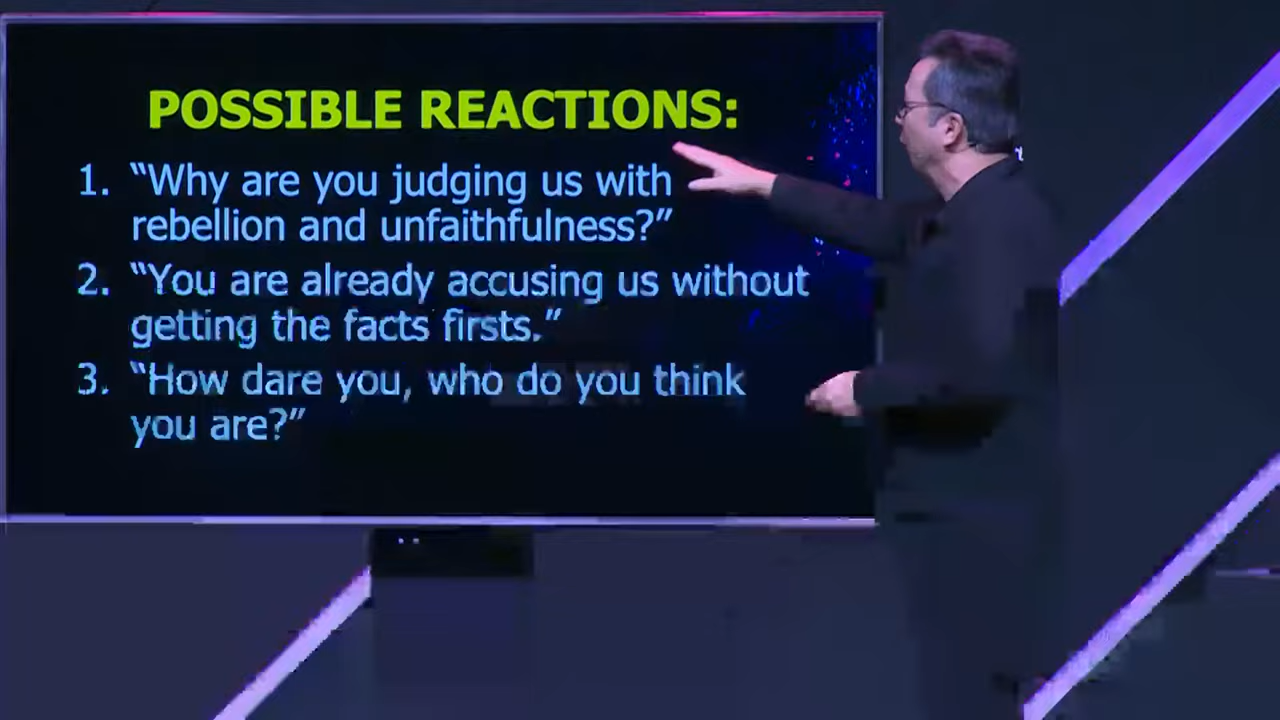 POSSIBLE REACTIONS:
1. “Why are you judging us with
rebellion and unfaithfulness?”
2. “You are already accusing us without
getting the facts firsts.”
3. “How dare you, who do you think
you are?”